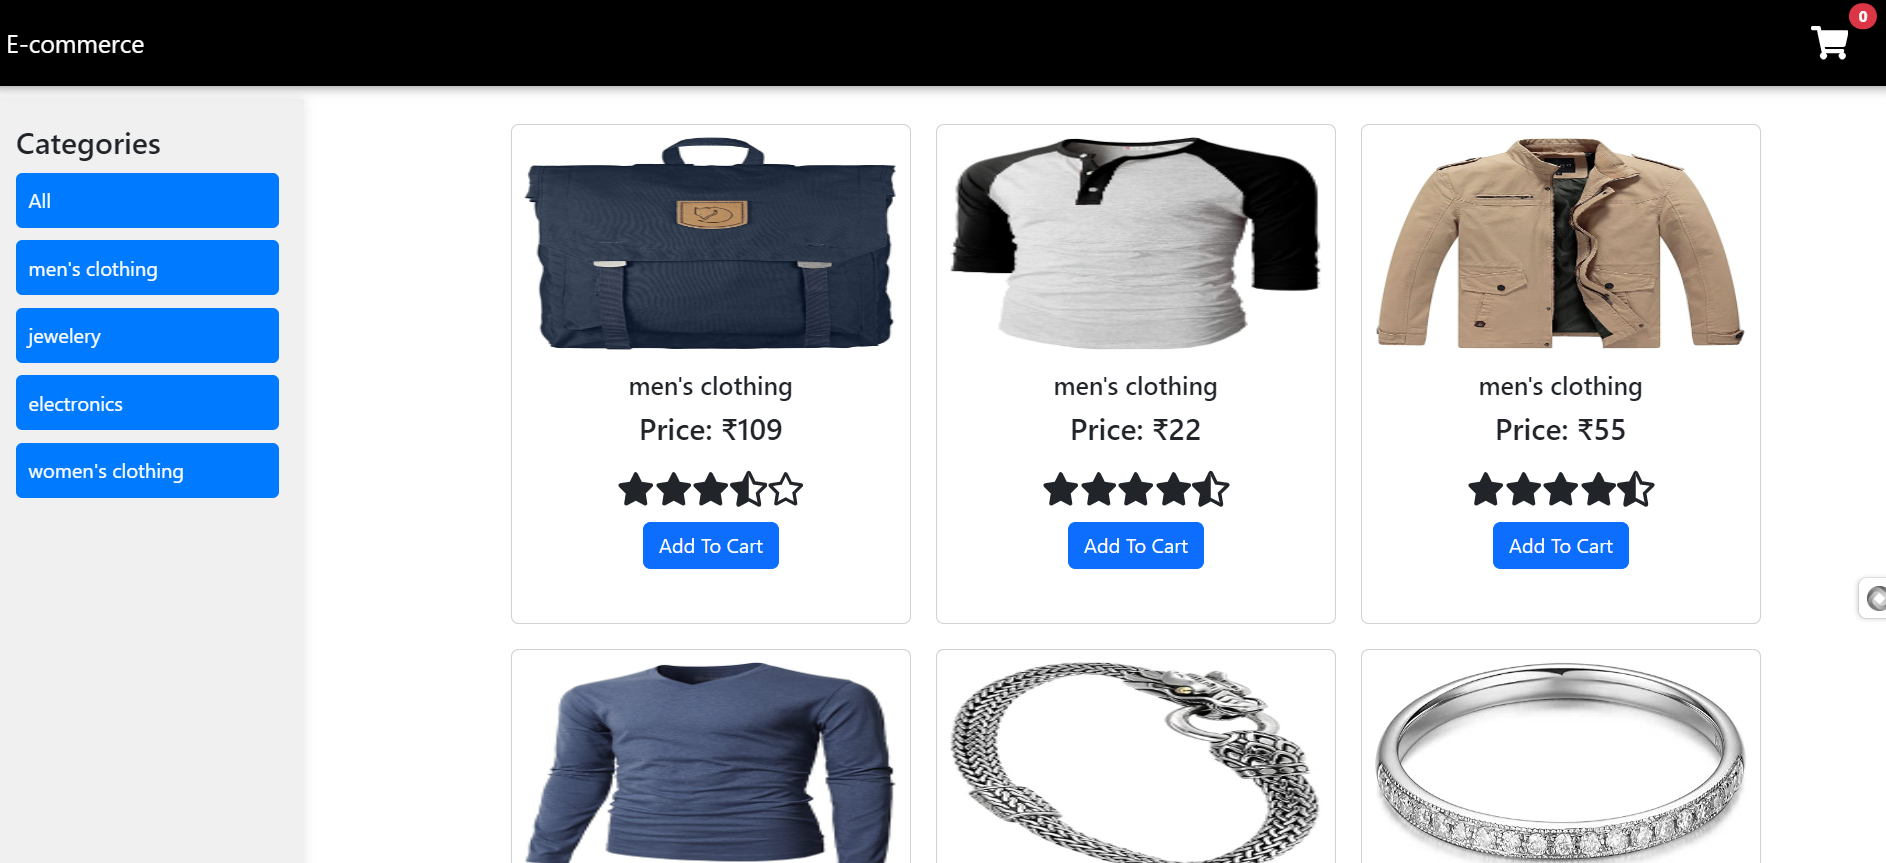 E-commerce
0
Categories
All
men's clothing
jewelery
electronics
women's clothing
men's clothing
Price: ₹109
Add To Cart
men's clothing
Price: ₹22
Add To Cart
men's clothing
Price: ₹55
Add To Cart